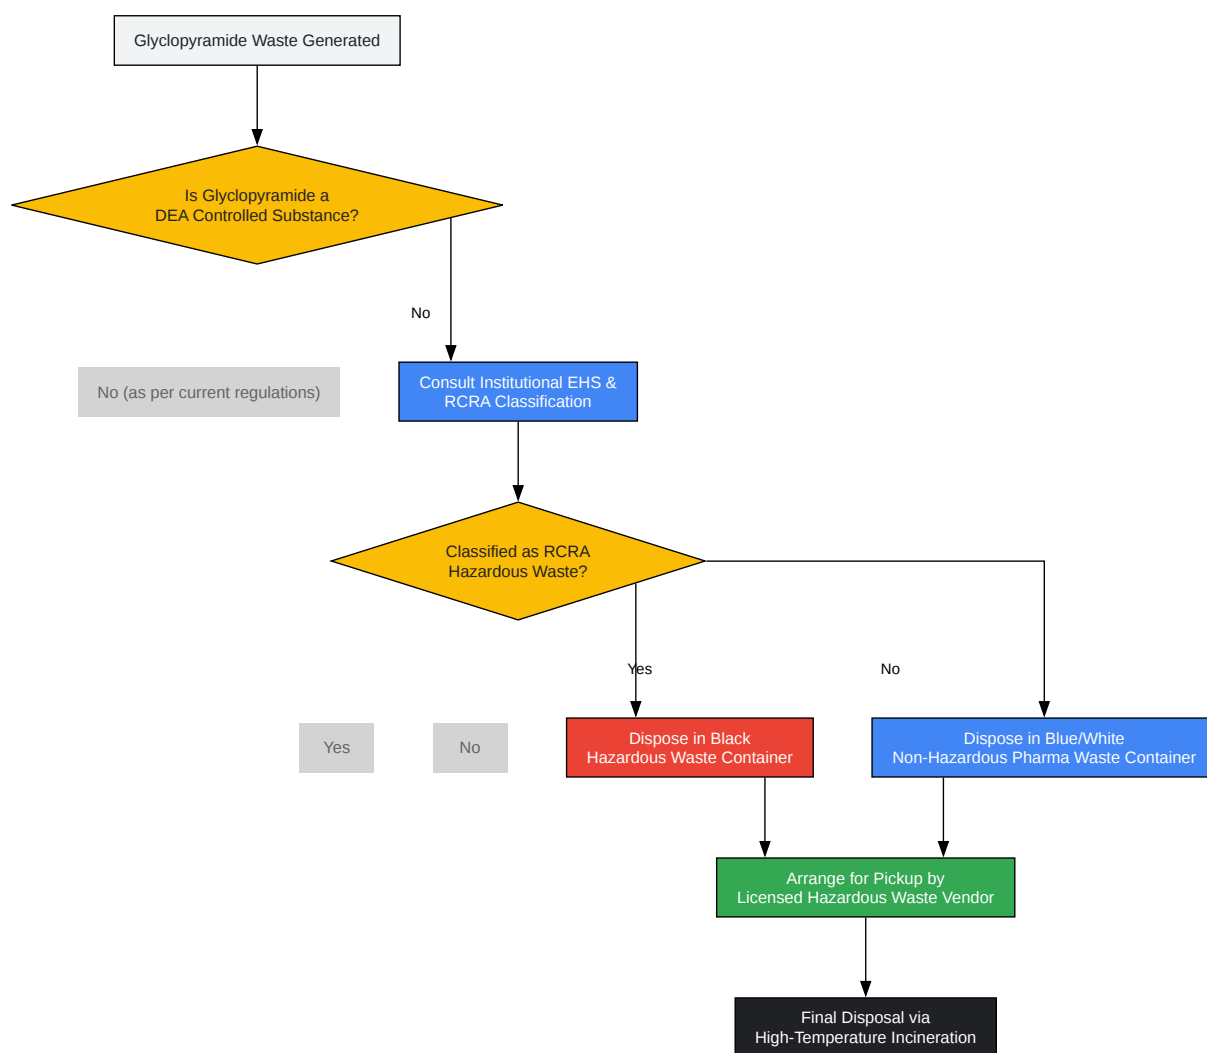 Glyclopyramide Waste Generated
Is Glyclopyramide a
DEA Controlled Substance?
No
No (as per current regulations)
Consult Institutional EHS &
RCRA Classification
Classified as RCRA
Hazardous Waste?
Yes
No
Yes
No
Dispose in Black
Hazardous Waste Container
Dispose in Blue/White
Non-Hazardous Pharma Waste Container
Arrange for Pickup by
Licensed Hazardous Waste Vendor
Final Disposal via
High-Temperature Incineration